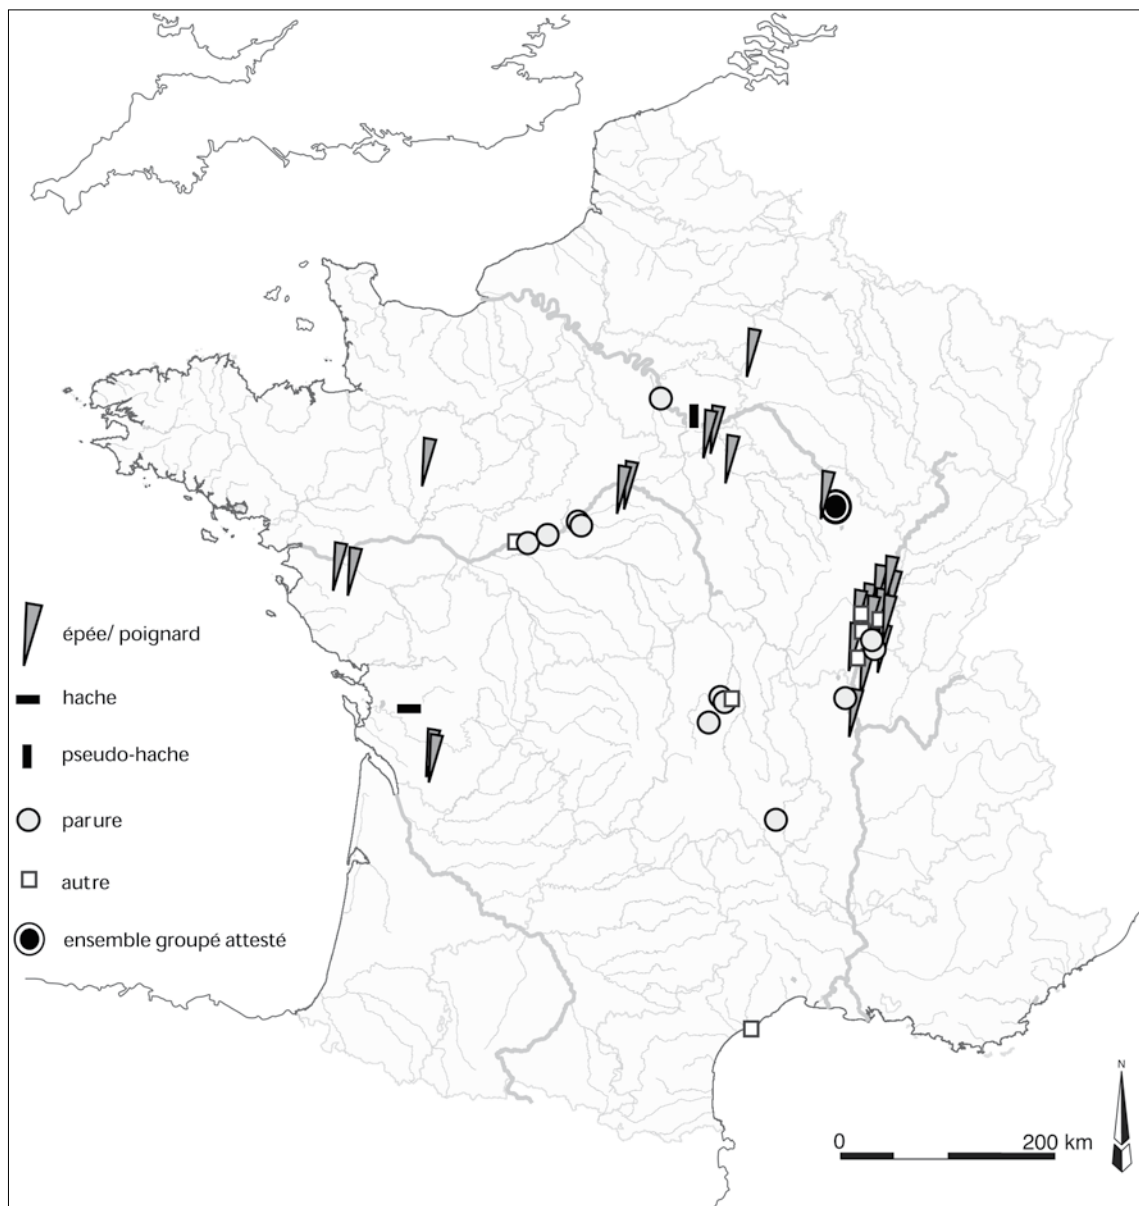 épée/ poignard
hache
pseudo-hache
parure
autre
ensemble groupé attesté
N
0 200 km